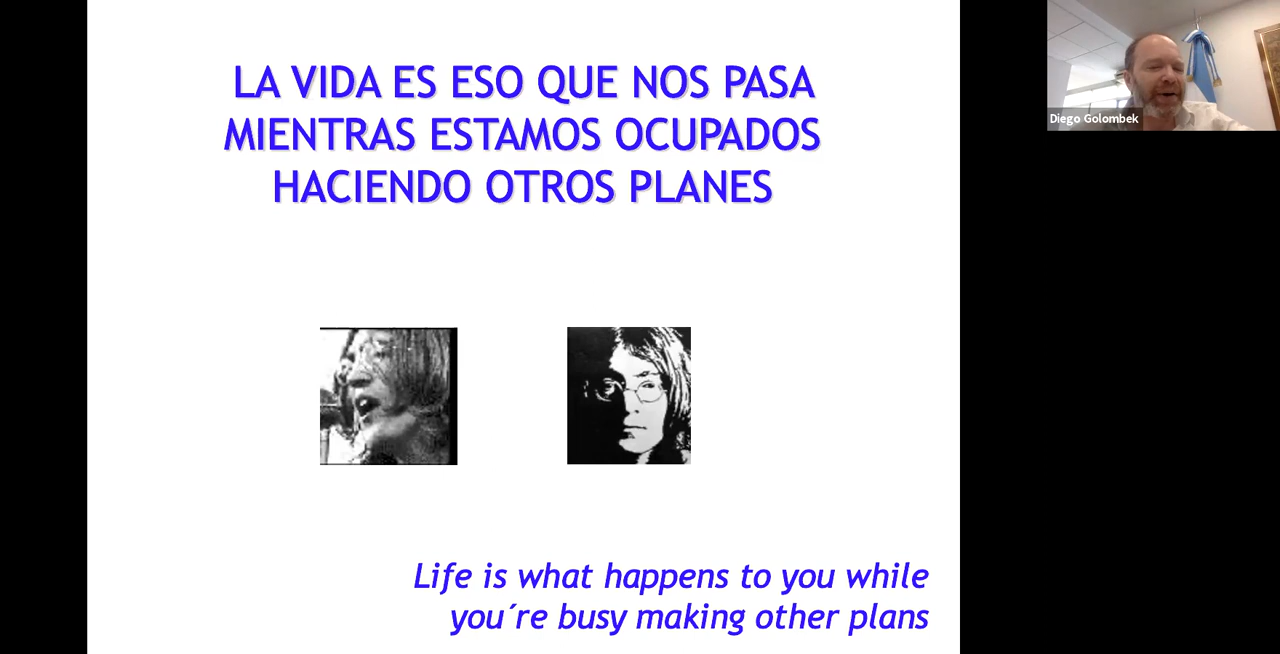 LA VIDA ES ESO QUE NOS PASA
MIENTRAS ESTAMOS OCUPADOS
HACIENDO OTROS PLANES
Diego Golombek
Life is what happens to you while
you´re busy making other plans